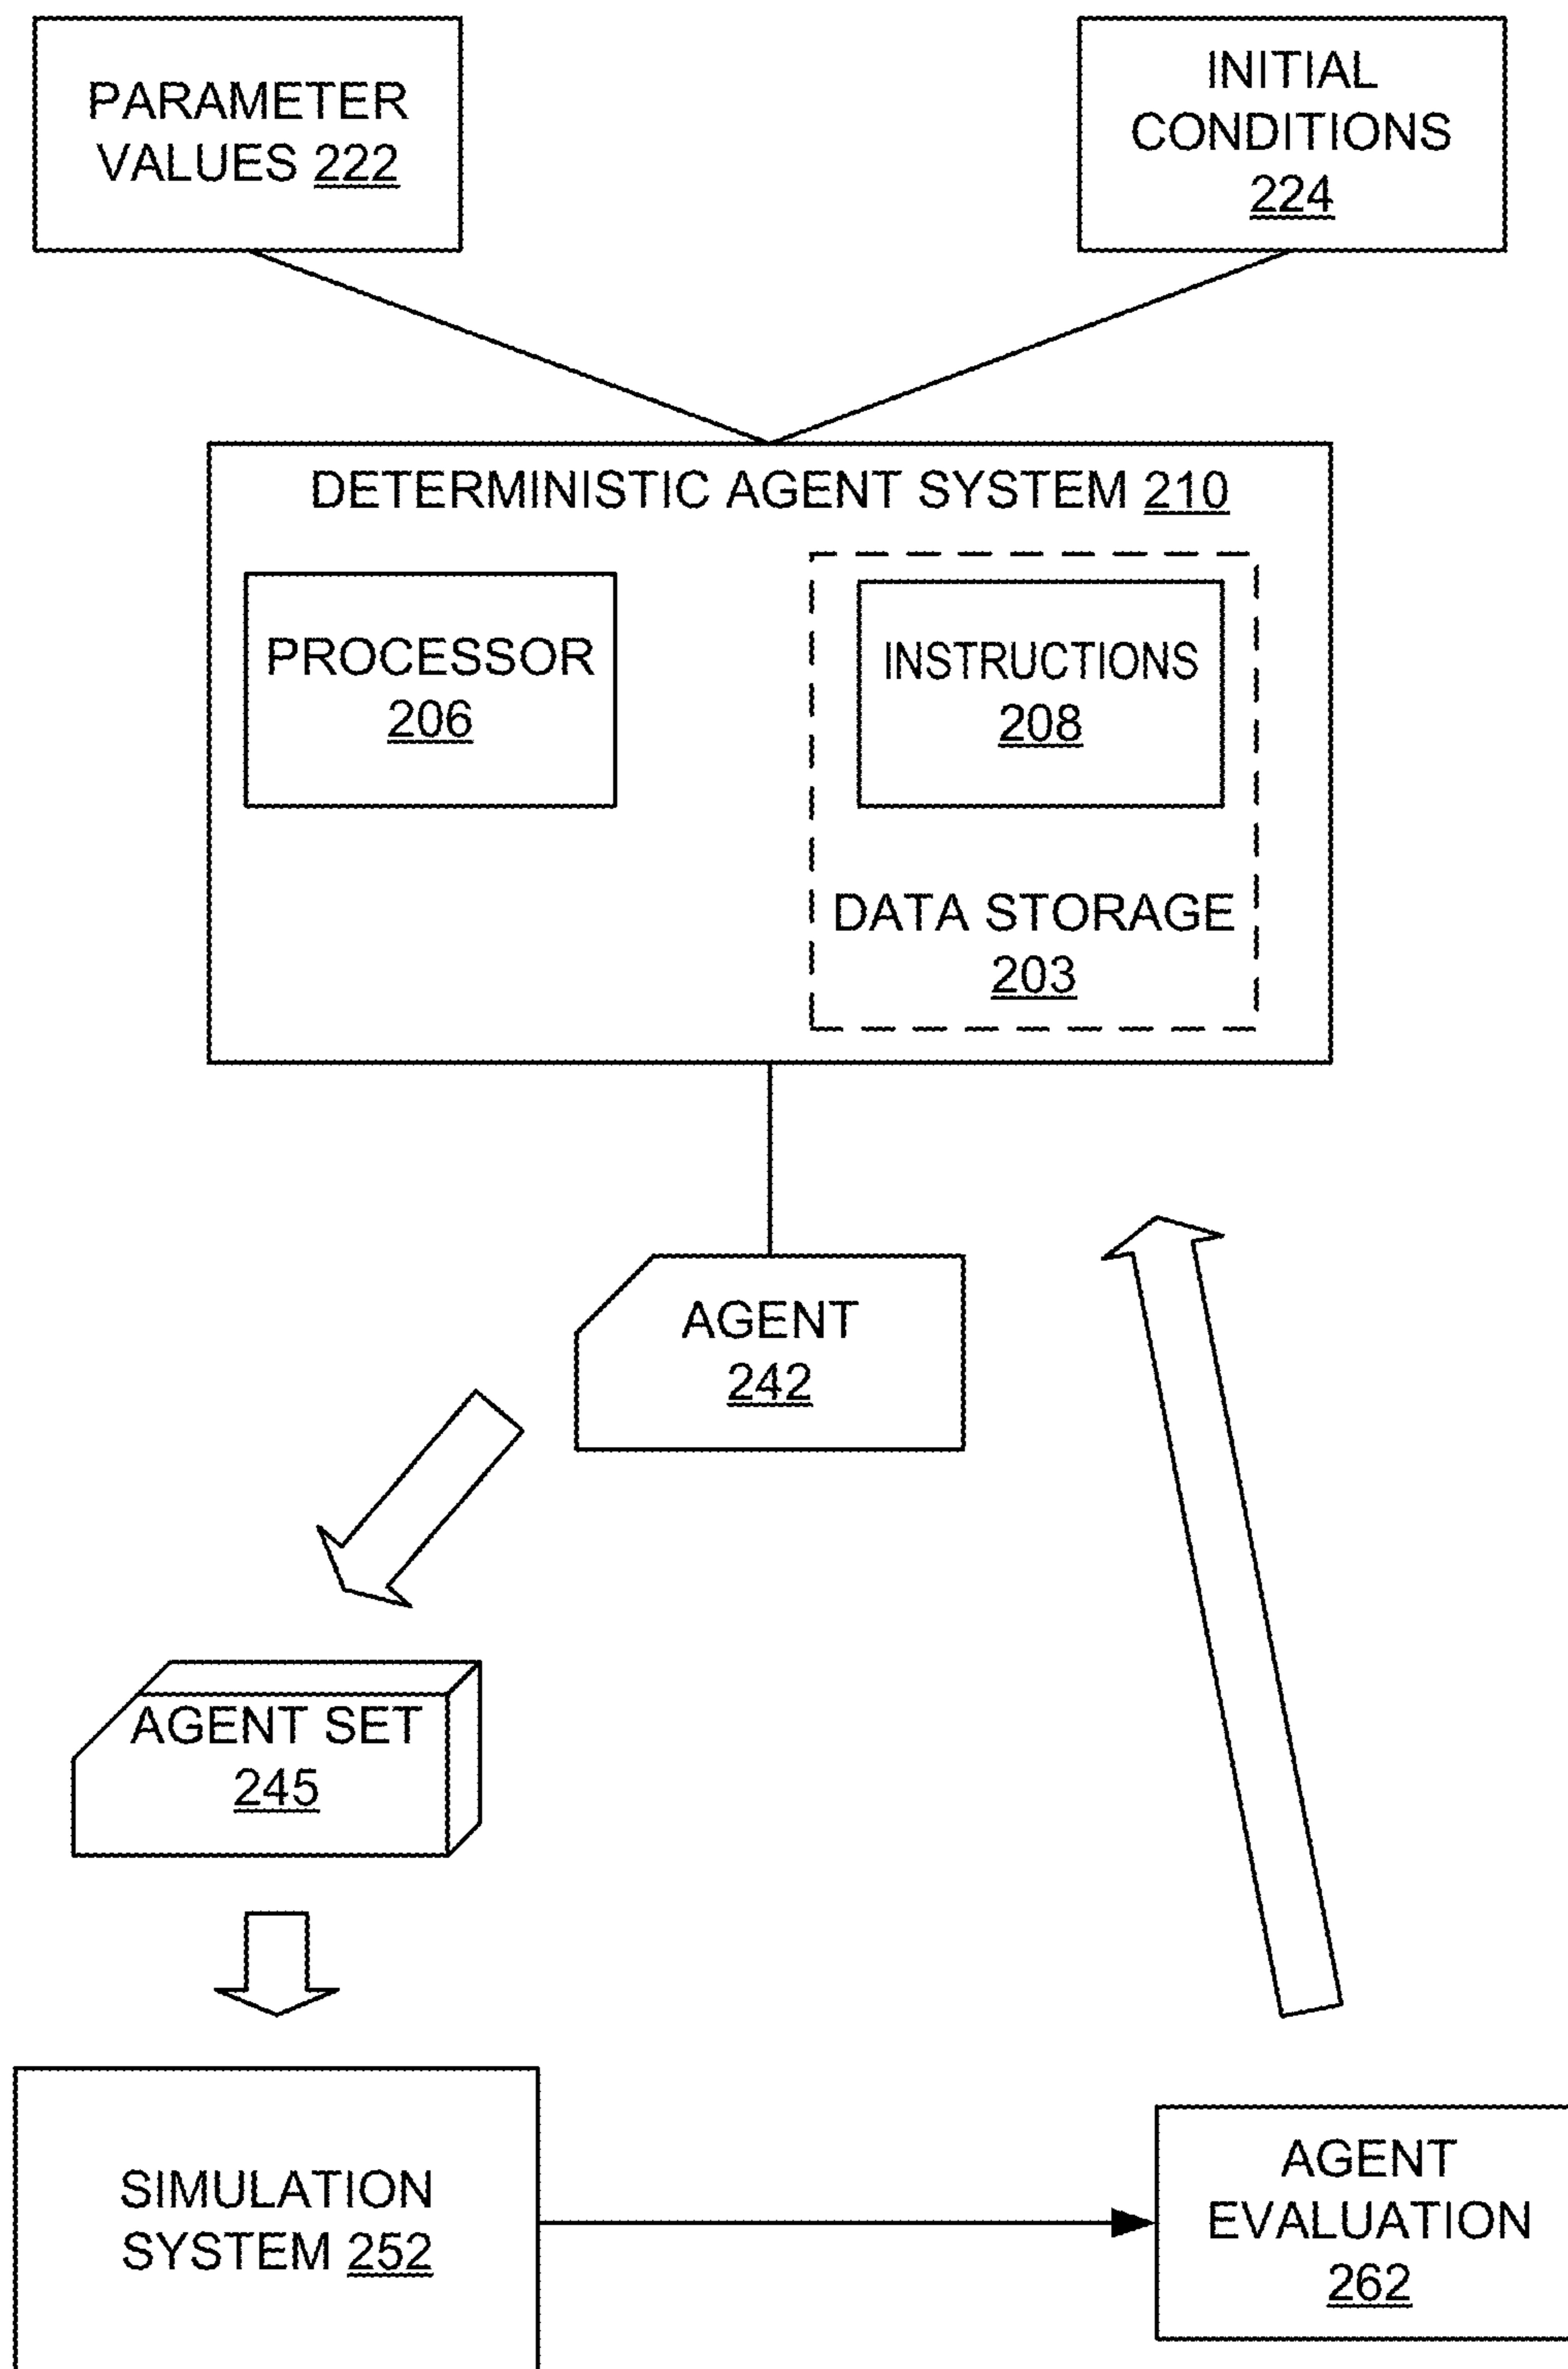 PARAMETER
VALUES 222
INITIAL
CONDITIONS
224
DETERMINISTIC AGENT SYSTEM 210
PROCESSOR
206
INSTRUCTIONS
208
DATA STORAGE
203
AGENT
242
AGENT SET
245
SIMULATION
SYSTEM 252
AGENT
EVALUATION
262